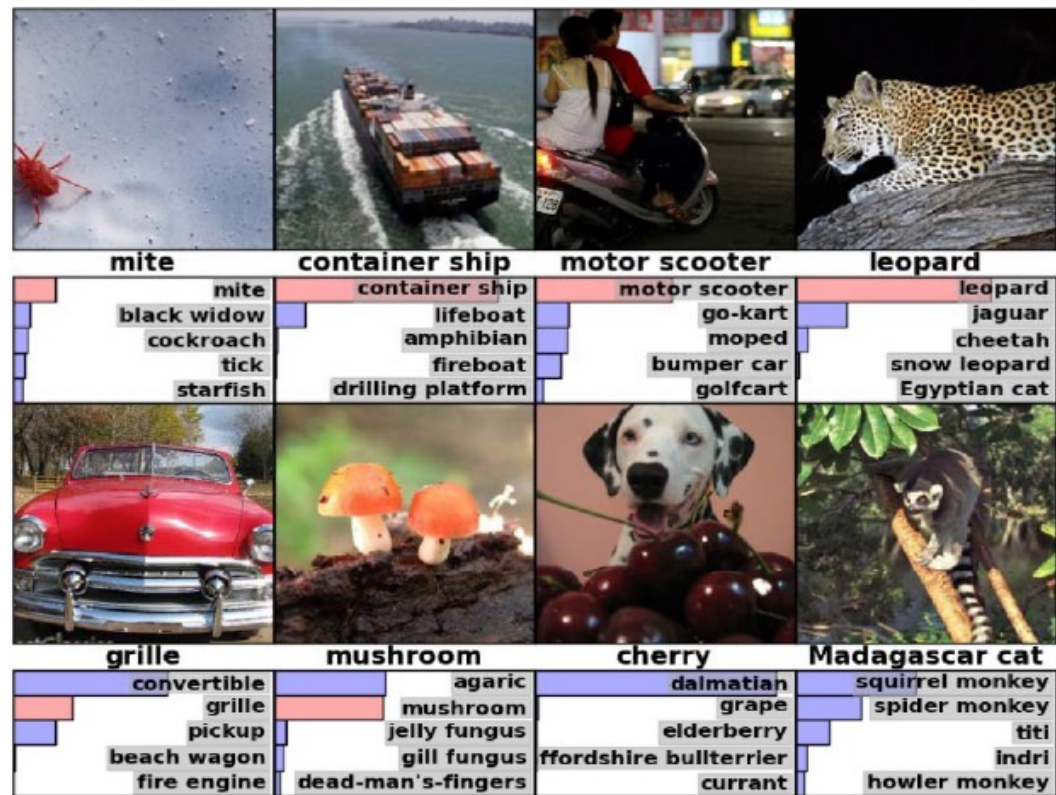 mite
container ship
motor scooter
leopard
mite
black widow
cockroach
tick
starfish
container ship
lifeboat
amphibian
fireboat
drilling platform
motor scooter
go-kart
moped
bumper car
golfcart
leopard
jaguar
cheetah
snow leopard
Egyptian cat
grille
mushroom
cherry
Madagascar cat
convertible
grille
pickup
beach wagon
fire engine
agaric
mushroom
jelly fungus
gill fungus
dead-man's-fingers
dalmatian
grape
elderberry
ffordshire bullterrier
currant
squirrel monkey
spider monkey
titi
indri
howler monkey